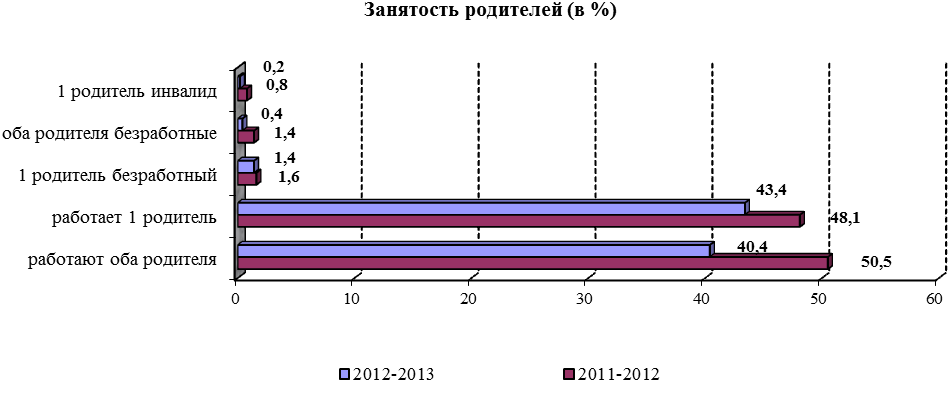 Занятость родителей (в %)
1 родитель инвалид
0,2
0,8
оба родителя безработные
0,4
1,4
1 родитель безработный
1,4
1,6
работает 1 родитель
43,4
48,1
работают оба родителя
40,4
50,5
0 10 20 30 40 50 60
2012-2013 2011-2012